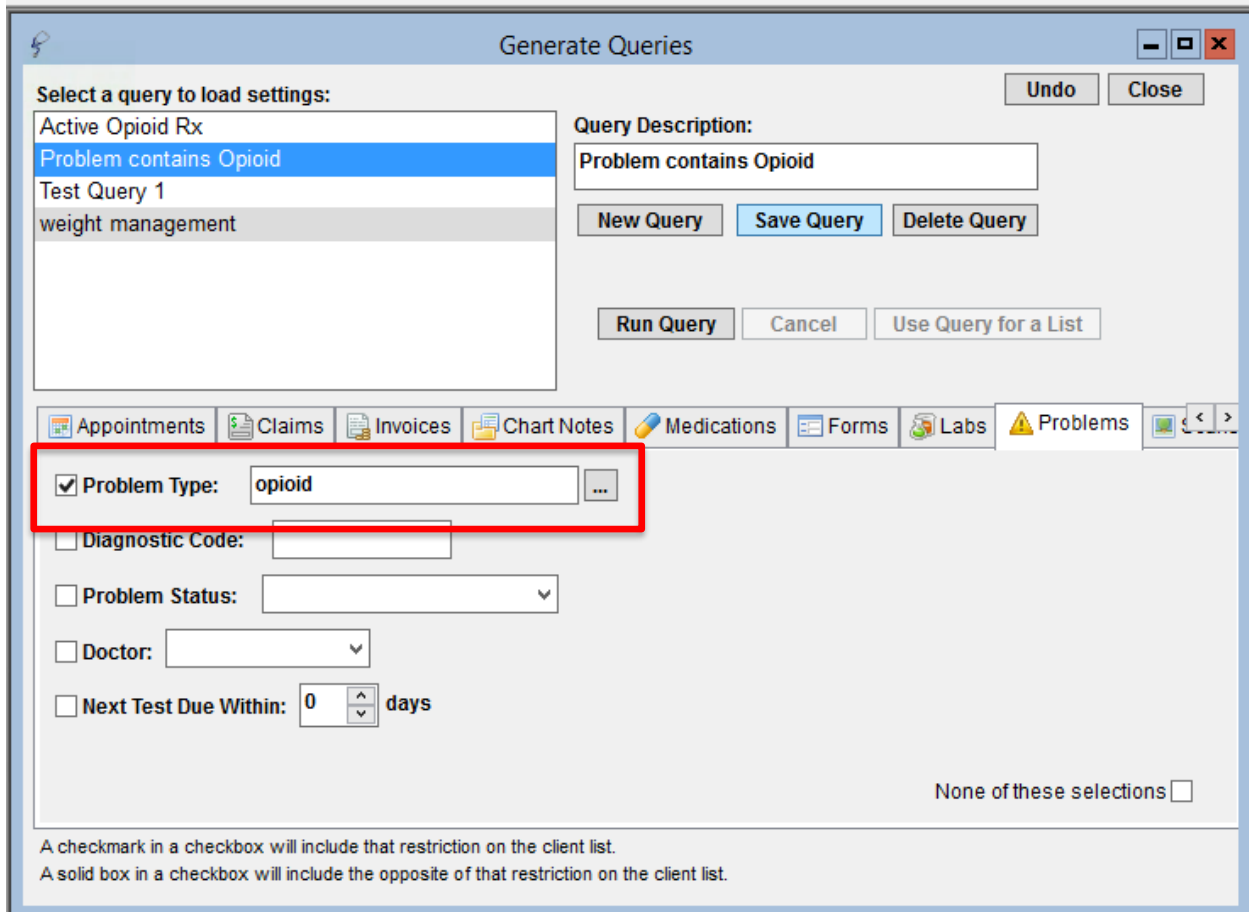 Generate Queries
Undo Close
Select a query to load settings:
Active Opioid Rx
Problem contains Opioid
Test Query 1
weight management
Query Description:
Problem contains Opioid
New Query Save Query Delete Query
Run Query Cancel Use Query for a List
Appointments Claims Invoices Chart Notes Medications Forms Labs Problems
Problem Type: opioid ...
Diagnostic Code:
Problem Status:
Doctor:
Next Test Due Within: 0 days
None of these selections
A checkmark in a checkbox will include that restriction on the client list.
A solid box in a checkbox will include the opposite of that restriction on the client list.